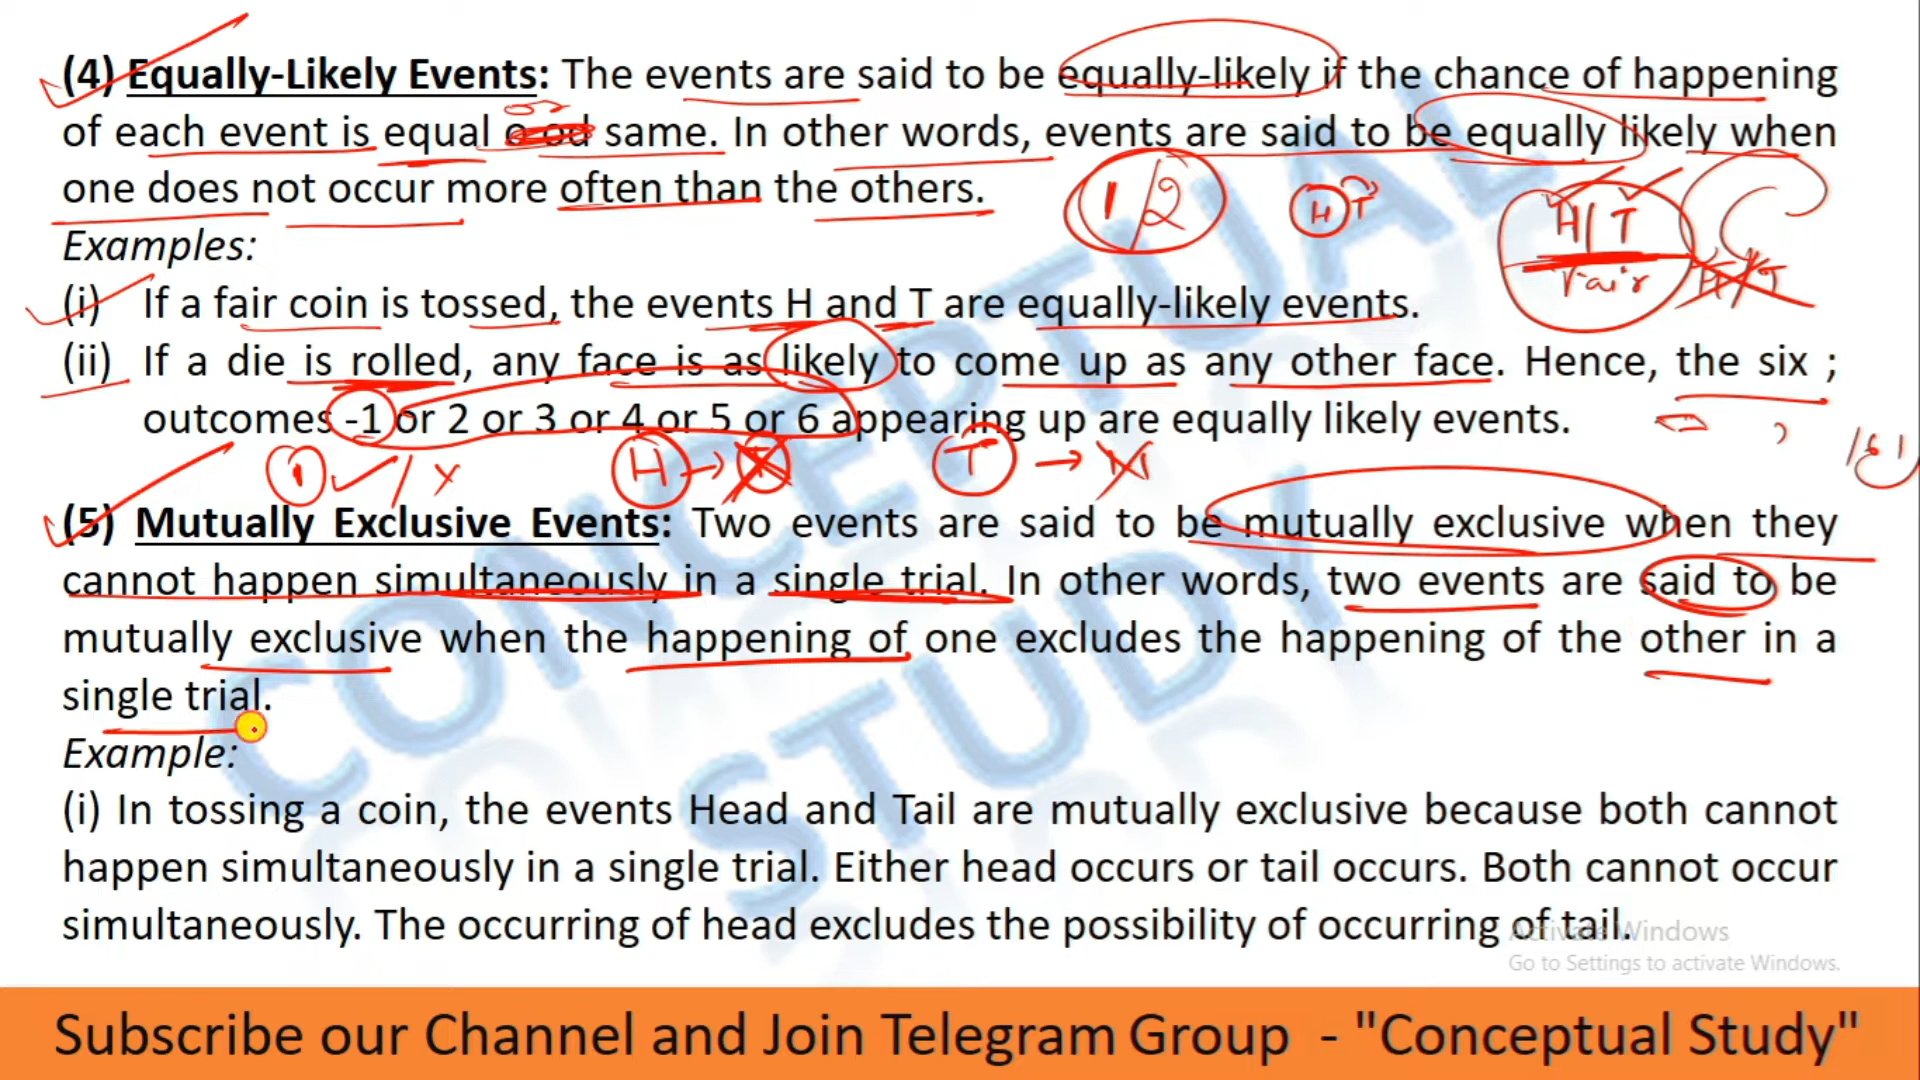 (4) Equally-Likely Events: The events are said to be equally-likely if the chance of happening
of each event is equal or same. In other words, events are said to be equally likely when
one does not occur more often than the others.
1/2 H T H/T
Fair
Examples:
(i) If a fair coin is tossed, the events H and T are equally-likely events.
(ii) If a die is rolled, any face is as likely to come up as any other face. Hence, the six ;
outcomes -1 or 2 or 3 or 4 or 5 or 6 appearing up are equally likely events.
1 / x H → T →
(5) Mutually Exclusive Events: Two events are said to be mutually exclusive when they
cannot happen simultaneously in a single trial. In other words, two events are said to be
mutually exclusive when the happening of one excludes the happening of the other in a
single trial.
Example:
(i) In tossing a coin, the events Head and Tail are mutually exclusive because both cannot
happen simultaneously in a single trial. Either head occurs or tail occurs. Both cannot occur
simultaneously. The occurring of head excludes the possibility of occurring of tail.
CONCEPTUAL
STUDY
Activate Windows
Go to Settings to activate Windows.
Subscribe our Channel and Join Telegram Group - "Conceptual Study"